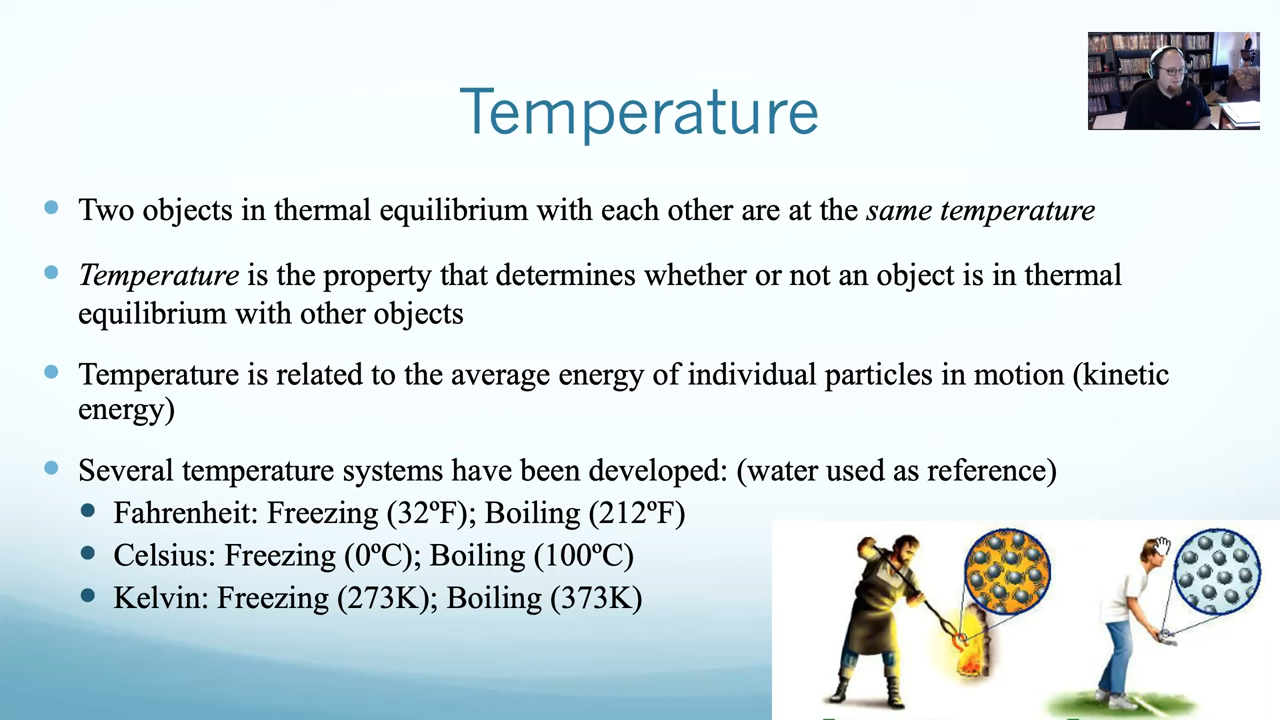 Temperature
Two objects in thermal equilibrium with each other are at the same temperature
Temperature is the property that determines whether or not an object is in thermal
equilibrium with other objects
Temperature is related to the average energy of individual particles in motion (kinetic
energy)
Several temperature systems have been developed: (water used as reference)
Fahrenheit: Freezing (32ºF); Boiling (212ºF)
Celsius: Freezing (0ºC); Boiling (100ºC)
Kelvin: Freezing (273K); Boiling (373K)